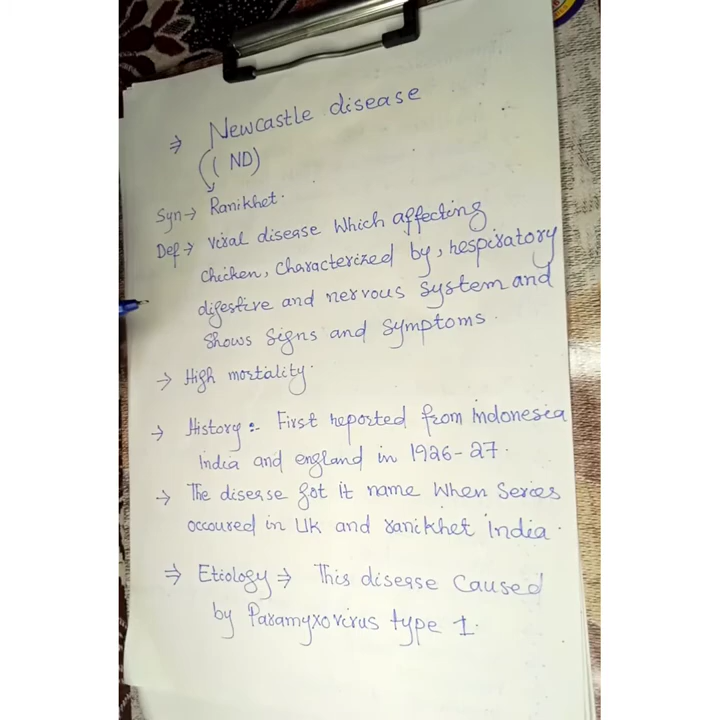 ⇒ Newcastle disease
(ND)
Syn → Ranikhet.
Def → Viral disease Which affecting
chicken, characterized by, respiratory
digestive and nervous system and
shows signs and symptoms.
→ High mortality.
→ History :- First reported from indonesia
india and england in 1926-27.
→ The disease got it name when series
occoured in UK and ranikhet india.
⇒ Etiology ⇒ This disease caused
by Paramyxovirus type 1.